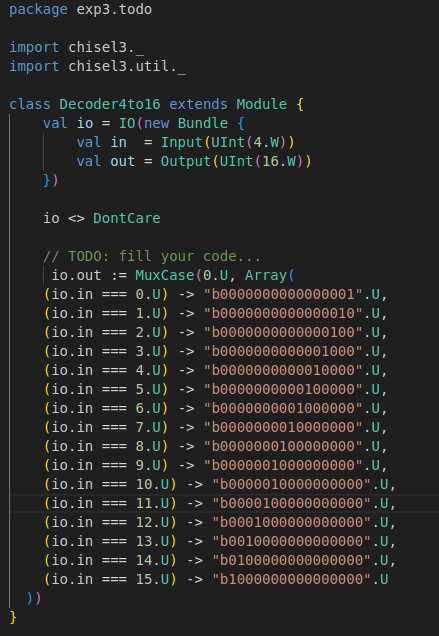 package exp3.todo

import chisel3._
import chisel3.util._

class Decoder4to16 extends Module {
    val io = IO(new Bundle {
        val in  = Input(UInt(4.W))
        val out = Output(UInt(16.W))
    })

    io <> DontCare

    // TODO: fill your code...
     io.out := MuxCase(0.U, Array(
    (io.in === 0.U) -> "b0000000000000001".U,
    (io.in === 1.U) -> "b0000000000000010".U,
    (io.in === 2.U) -> "b0000000000000100".U,
    (io.in === 3.U) -> "b0000000000001000".U,
    (io.in === 4.U) -> "b0000000000010000".U,
    (io.in === 5.U) -> "b0000000000100000".U,
    (io.in === 6.U) -> "b0000000001000000".U,
    (io.in === 7.U) -> "b0000000010000000".U,
    (io.in === 8.U) -> "b0000000100000000".U,
    (io.in === 9.U) -> "b0000001000000000".U,
    (io.in === 10.U) -> "b0000010000000000".U,
    (io.in === 11.U) -> "b0000100000000000".U,
    (io.in === 12.U) -> "b0001000000000000".U,
    (io.in === 13.U) -> "b0010000000000000".U,
    (io.in === 14.U) -> "b0100000000000000".U,
    (io.in === 15.U) -> "b1000000000000000".U
  ))
}